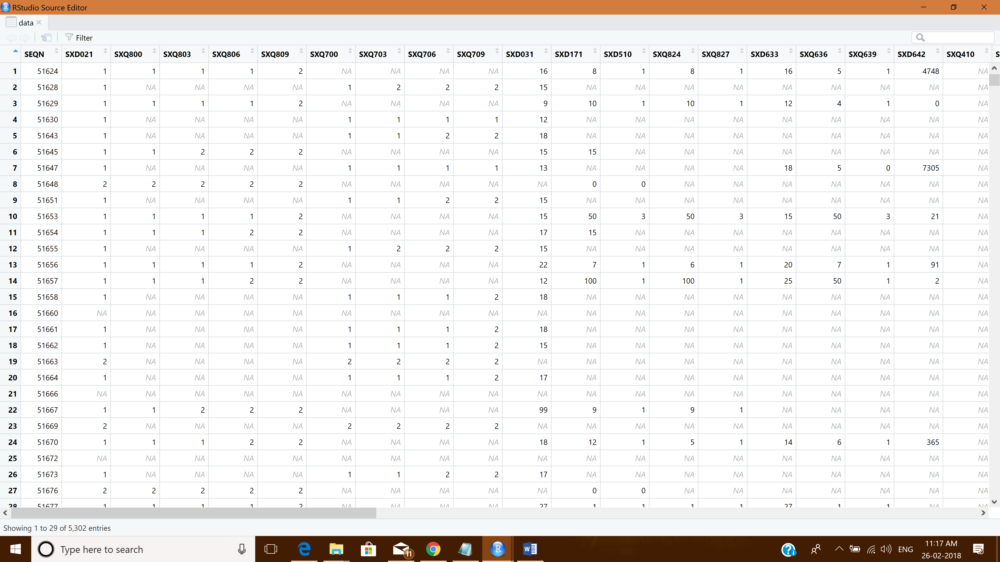 RStudio Source Editor
data
Filter
SEQN SXD021 SXQ800 SXQ803 SXQ806 SXQ809 SXQ700 SXQ703 SXQ706 SXQ709 SXD031 SXD171 SXD510 SXQ824 SXQ827 SXD633 SXQ636 SXQ639 SXD642 SXQ410 S
1 51624 1 1 1 1 2 NA NA NA NA 16 8 1 8 1 16 5 1 4748 NA
2 51628 1 NA NA NA NA 1 2 2 2 15 NA NA NA NA NA NA NA NA NA
3 51629 1 1 1 1 2 NA NA NA NA 9 10 1 10 1 12 4 1 0 NA
4 51630 1 NA NA NA NA 1 1 1 1 12 NA NA NA NA NA NA NA NA NA
5 51643 1 NA NA NA NA 1 1 2 2 18 NA NA NA NA NA NA NA NA NA
6 51645 1 1 2 2 2 NA NA NA NA 15 15 NA NA NA NA NA NA NA NA
7 51647 1 NA NA NA NA 1 1 1 1 13 NA NA NA NA 18 5 0 7305 NA
8 51648 2 2 2 2 2 NA NA NA NA NA 0 0 NA NA NA NA NA NA NA
9 51651 1 NA NA NA NA 1 1 2 2 15 NA NA NA NA NA NA NA NA NA
10 51653 1 1 1 1 2 NA NA NA NA 15 50 3 50 3 15 50 3 21 NA
11 51654 1 1 1 2 2 NA NA NA NA 17 15 NA NA NA NA NA NA NA NA
12 51655 1 NA NA NA NA 1 2 2 2 15 NA NA NA NA NA NA NA NA NA
13 51656 1 1 1 1 2 NA NA NA NA 22 7 1 6 1 20 7 1 91 NA
14 51657 1 1 1 2 2 NA NA NA NA 12 100 1 100 1 25 50 1 2 NA
15 51658 1 NA NA NA NA 1 1 1 2 18 NA NA NA NA NA NA NA NA NA
16 51660 NA NA NA NA NA NA NA NA NA NA NA NA NA NA NA NA NA NA NA
17 51661 1 NA NA NA NA 1 1 1 2 18 NA NA NA NA NA NA NA NA NA
18 51662 1 NA NA NA NA 1 1 1 2 15 NA NA NA NA NA NA NA NA NA
19 51663 2 NA NA NA NA 2 2 2 2 NA NA NA NA NA NA NA NA NA NA
20 51664 1 NA NA NA NA 1 1 1 2 17 NA NA NA NA NA NA NA NA NA
21 51666 NA NA NA NA NA NA NA NA NA NA NA NA NA NA NA NA NA NA NA
22 51667 1 1 2 2 2 NA NA NA NA 99 9 1 9 1 NA NA NA NA NA
23 51669 2 NA NA NA NA 2 2 2 2 NA NA NA NA NA NA NA NA NA NA
24 51670 1 1 1 2 2 NA NA NA NA 18 12 1 5 1 14 6 1 365 NA
25 51672 NA NA NA NA NA NA NA NA NA NA NA NA NA NA NA NA NA NA NA
26 51673 1 NA NA NA NA 1 1 2 2 17 NA NA NA NA NA NA NA NA NA
27 51676 2 2 2 2 2 NA NA NA NA NA 0 0 NA NA NA NA NA NA NA
28 51677 1 1 1 1 2 NA NA NA NA 27 1 1 1 1 27 1 1 NA NA
Showing 1 to 29 of 5,302 entries
Type here to search
11
ENG
11:17 AM
26-02-2018